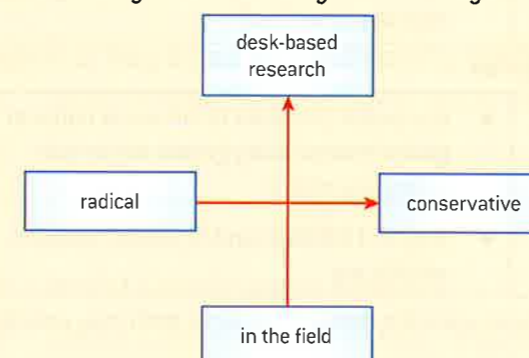 desk-based
research
radical
conservative
in the field